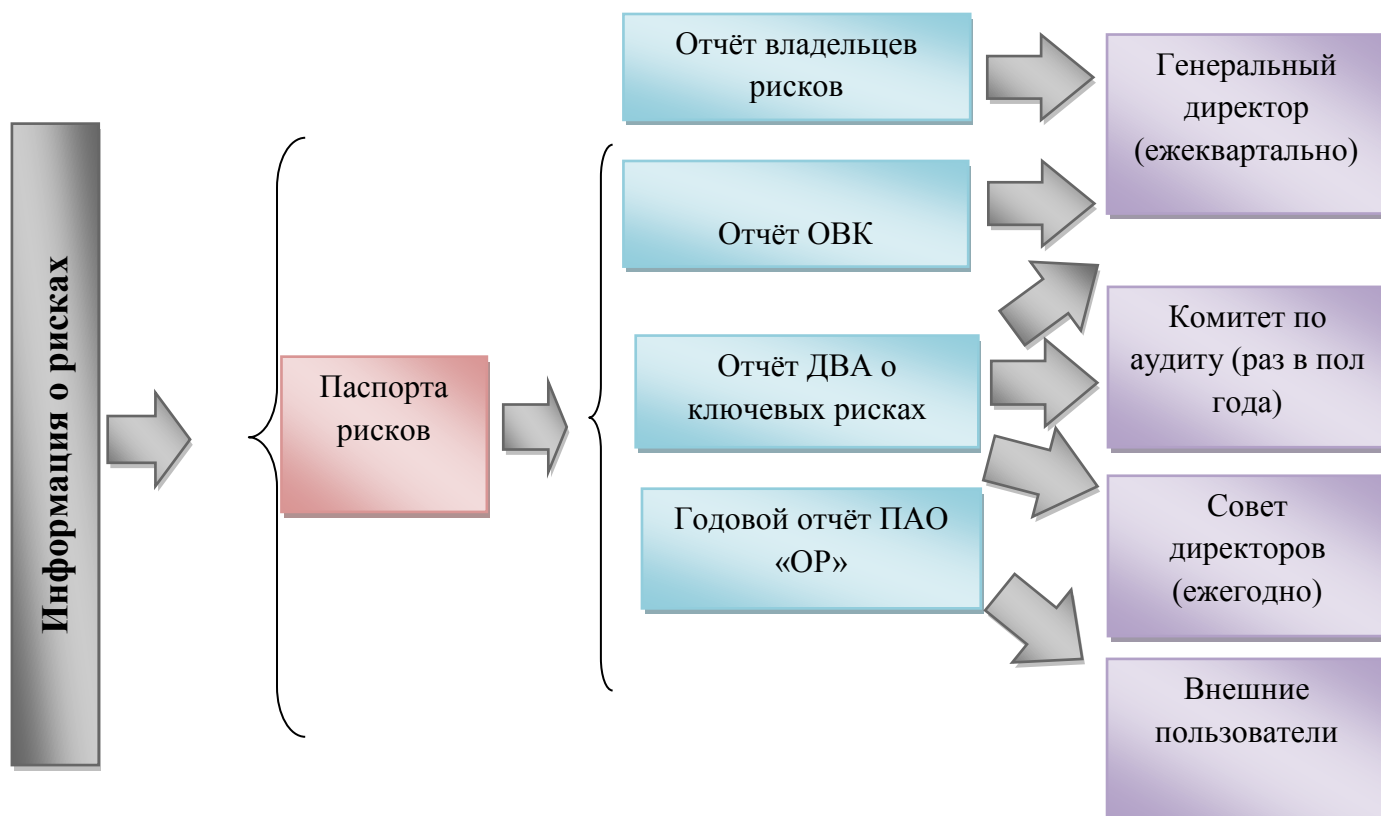 Информация о рисках
Паспорта
рисков
Отчёт владельцев
рисков
Отчёт ОВК
Отчёт ДВА о
ключевых рисках
Годовой отчёт ПАО
«ОР»
Генеральный
директор
(ежеквартально)
Комитет по
аудиту (раз в пол
года)
Совет
директоров
(ежегодно)
Внешние
пользователи